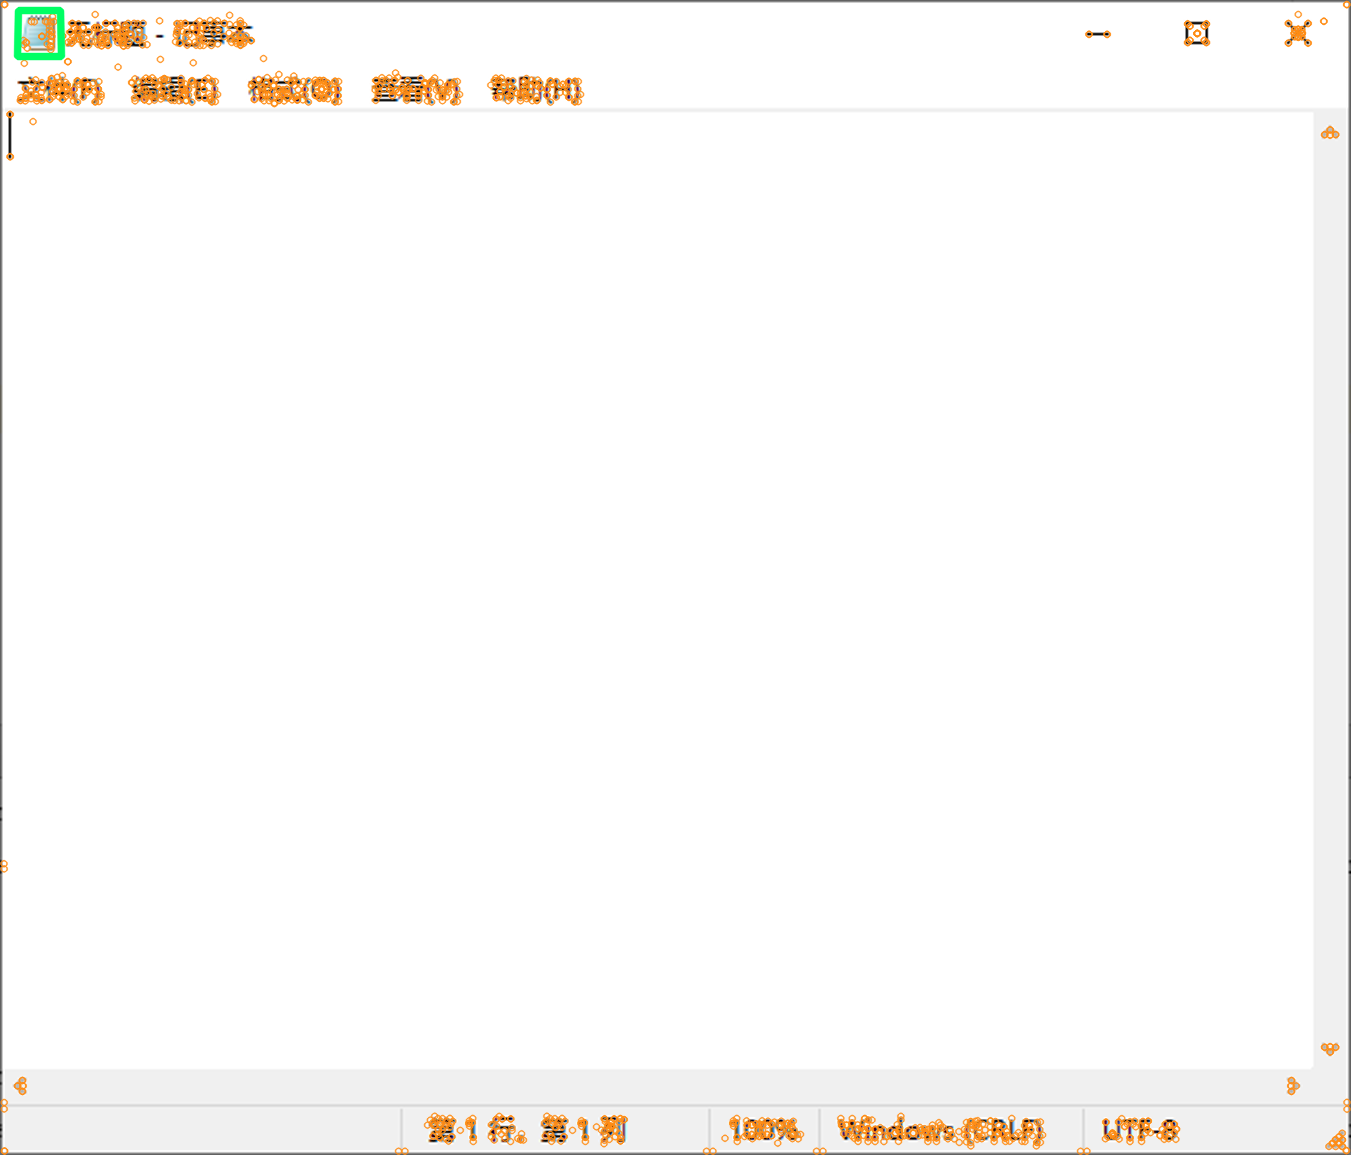 无标题 - 记事本
文件(F) 编辑(E) 格式(O) 查看(V) 帮助(H)
第 1 行，第 1 列 100% Windows (CRLF) UTF-8